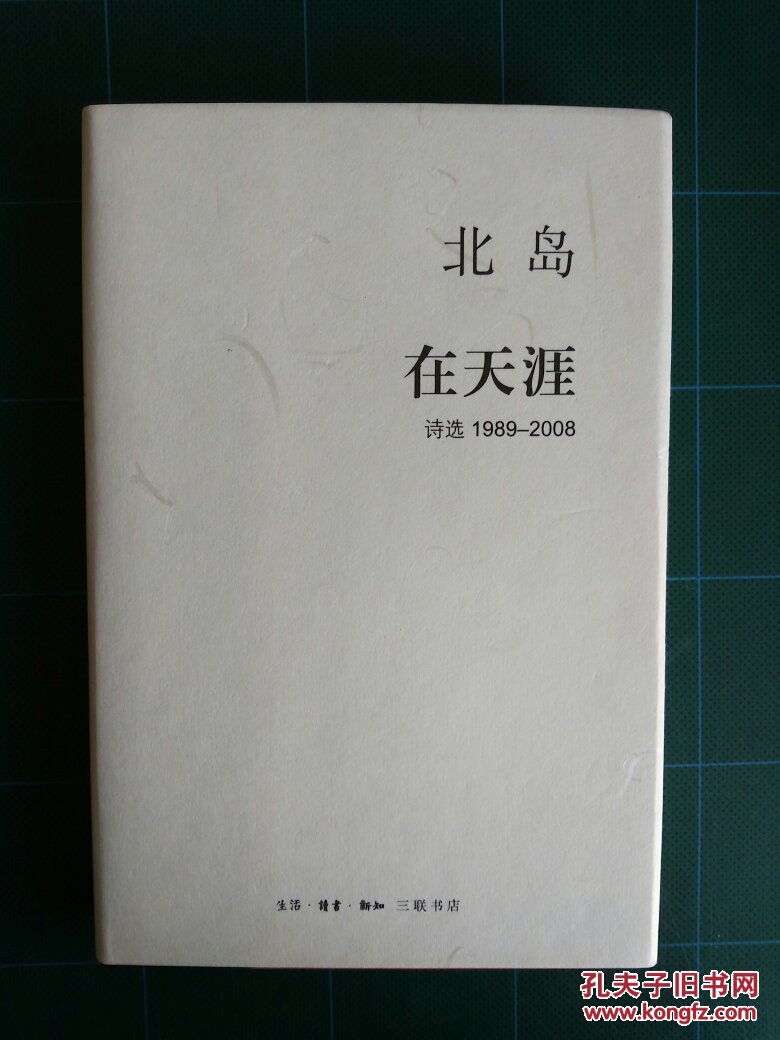 北岛
在天涯
诗选 1989–2008
生活·讀書·新知 三联书店
孔夫子旧书网
www.kongfz.com